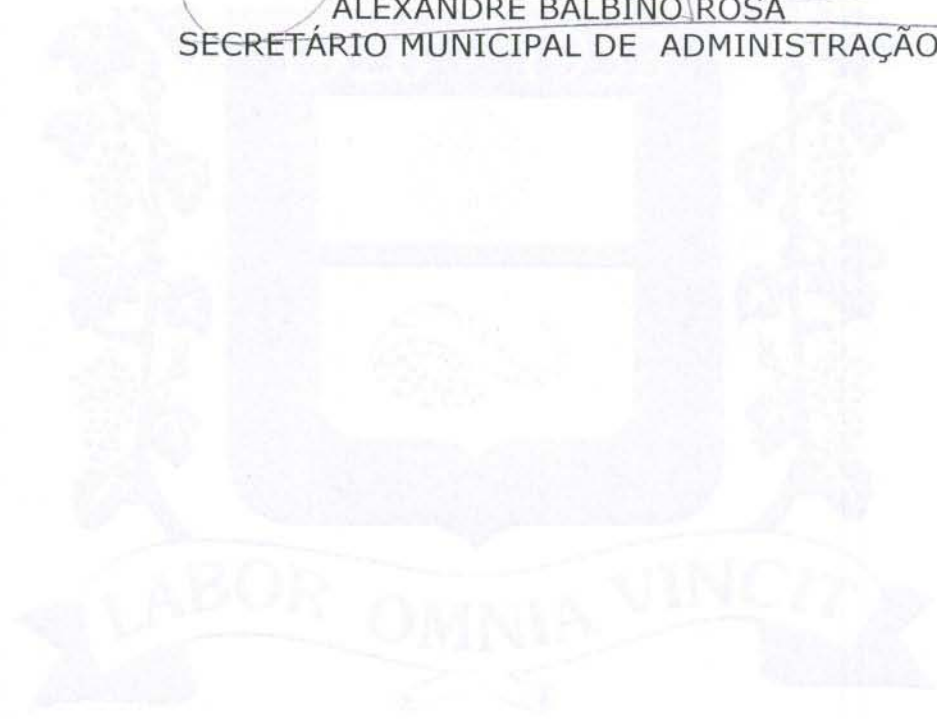 ALEXANDRE BALBINO ROSA
SECRETÁRIO MUNICIPAL DE ADMINISTRAÇÃO
LABOR OMNIA VINCIT